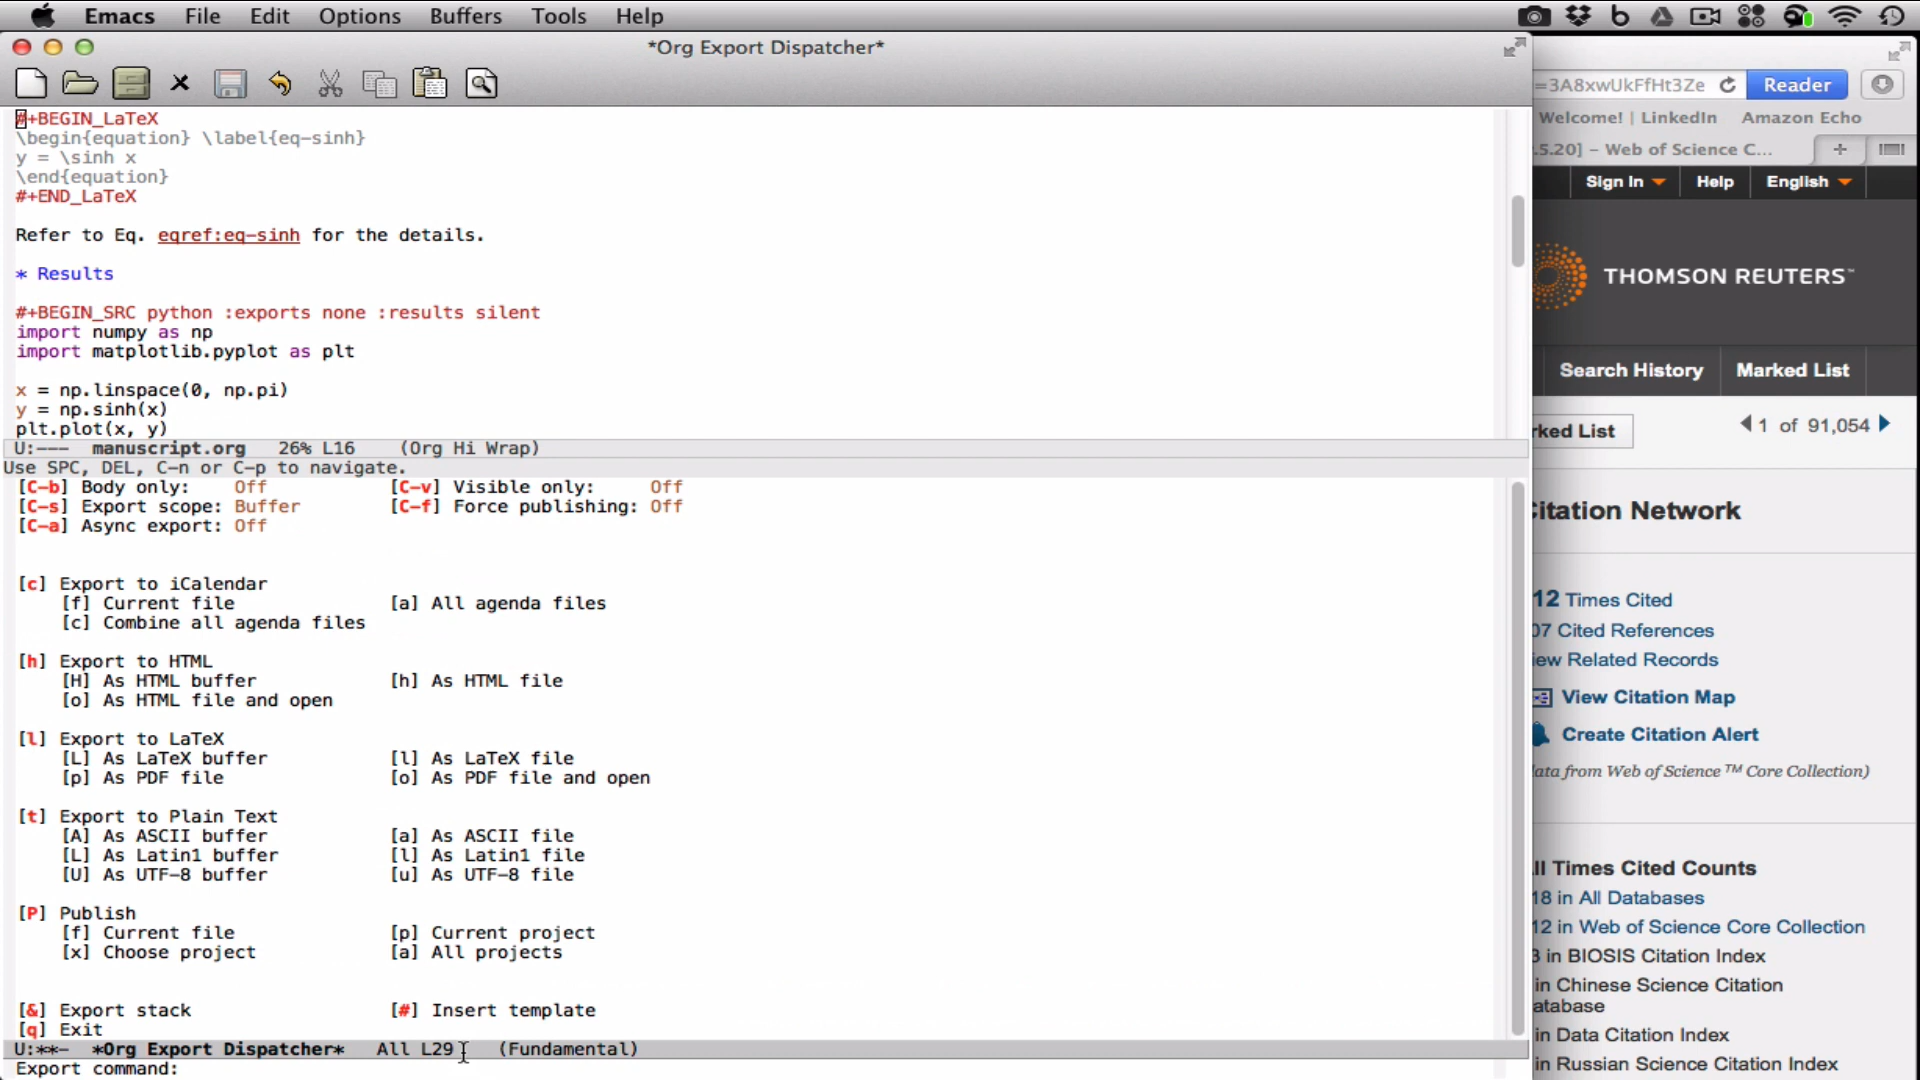 Emacs File Edit Options Buffers Tools Help
*Org Export Dispatcher*
#+BEGIN_LaTeX
\begin{equation} \label{eq-sinh}
y = \sinh x
\end{equation}
#+END_LaTeX
Refer to Eq. eqref:eq-sinh for the details.
* Results
#+BEGIN_SRC python :exports none :results silent
import numpy as np
import matplotlib.pyplot as plt
x = np.linspace(0, np.pi)
y = np.sinh(x)
plt.plot(x, y)
U:--- manuscript.org 26% L16 (Org Hi Wrap)
Use SPC, DEL, C-n or C-p to navigate.
[C-b] Body only: Off [C-v] Visible only: Off
[C-s] Export scope: Buffer [C-f] Force publishing: Off
[C-a] Async export: Off
[c] Export to iCalendar
[f] Current file [a] All agenda files
[c] Combine all agenda files
[h] Export to HTML
[H] As HTML buffer [h] As HTML file
[o] As HTML file and open
[l] Export to LaTeX
[L] As LaTeX buffer [l] As LaTeX file
[p] As PDF file [o] As PDF file and open
[t] Export to Plain Text
[A] As ASCII buffer [a] As ASCII file
[L] As Latin1 buffer [l] As Latin1 file
[U] As UTF-8 buffer [u] As UTF-8 file
[P] Publish
[f] Current file [p] Current project
[x] Choose project [a] All projects
[&] Export stack [#] Insert template
[q] Exit
U:**- *Org Export Dispatcher* All L29 (Fundamental)
Export command:
=3A8xwUkFfHt3Ze Reader
Welcome! | LinkedIn Amazon Echo
.5.20] – Web of Science C...
Sign In Help English
THOMSON REUTERS™
Search History Marked List
rked List 1 of 91,054
Citation Network
12 Times Cited
07 Cited References
iew Related Records
View Citation Map
Create Citation Alert
ata from Web of Science™ Core Collection)
ll Times Cited Counts
18 in All Databases
12 in Web of Science Core Collection
3 in BIOSIS Citation Index
in Chinese Science Citation
atabase
in Data Citation Index
in Russian Science Citation Index